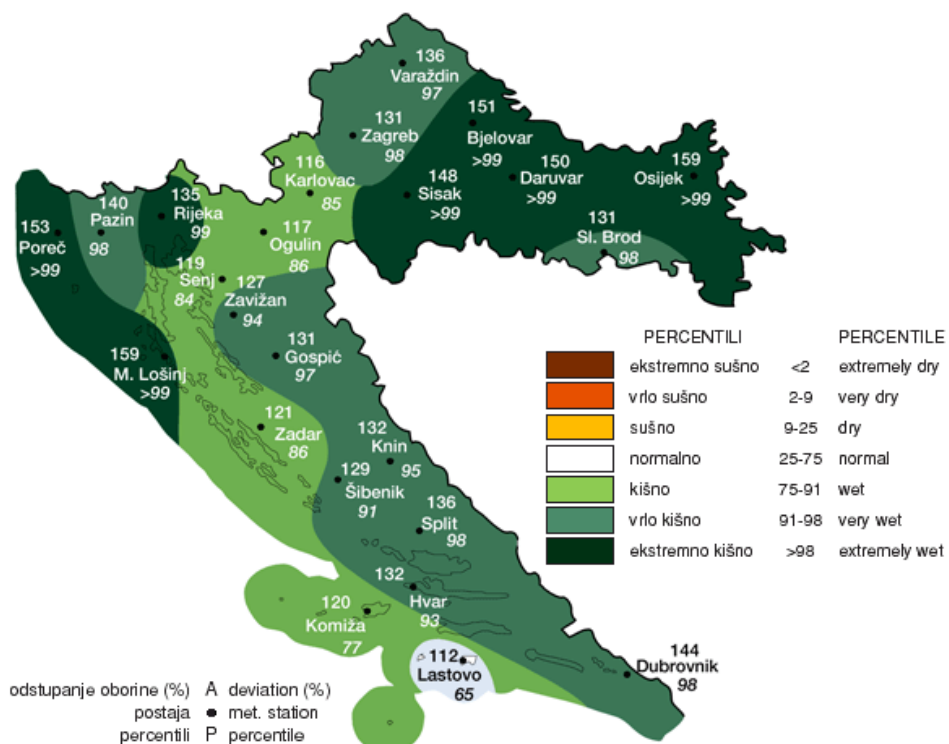 136
Varaždin
97
131
Zagreb
98
151
Bjelovar
>99
116
Karlovac
85
148
Sisak
>99
150
Daruvar
>99
159
Osijek
>99
131
Sl. Brod
98
153
Poreč
>99
140
Pazin
98
135
Rijeka
99
117
Ogulin
86
119
Senj
84
127
Zavižan
94
131
Gospić
97
159
M. Lošinj
>99
121
Zadar
86
132
Knin
95
129
Šibenik
91
136
Split
98
132
Hvar
93
120
Komiža
77
112
Lastovo
65
144
Dubrovnik
98
PERCENTILI PERCENTILE
ekstremno sušno <2 extremely dry
vrlo sušno 2-9 very dry
sušno 9-25 dry
normalno 25-75 normal
kišno 75-91 wet
vrlo kišno 91-98 very wet
ekstremno kišno >98 extremely wet
odstupanje oborine (%) A deviation (%)
postaja met. station
percentili P percentile